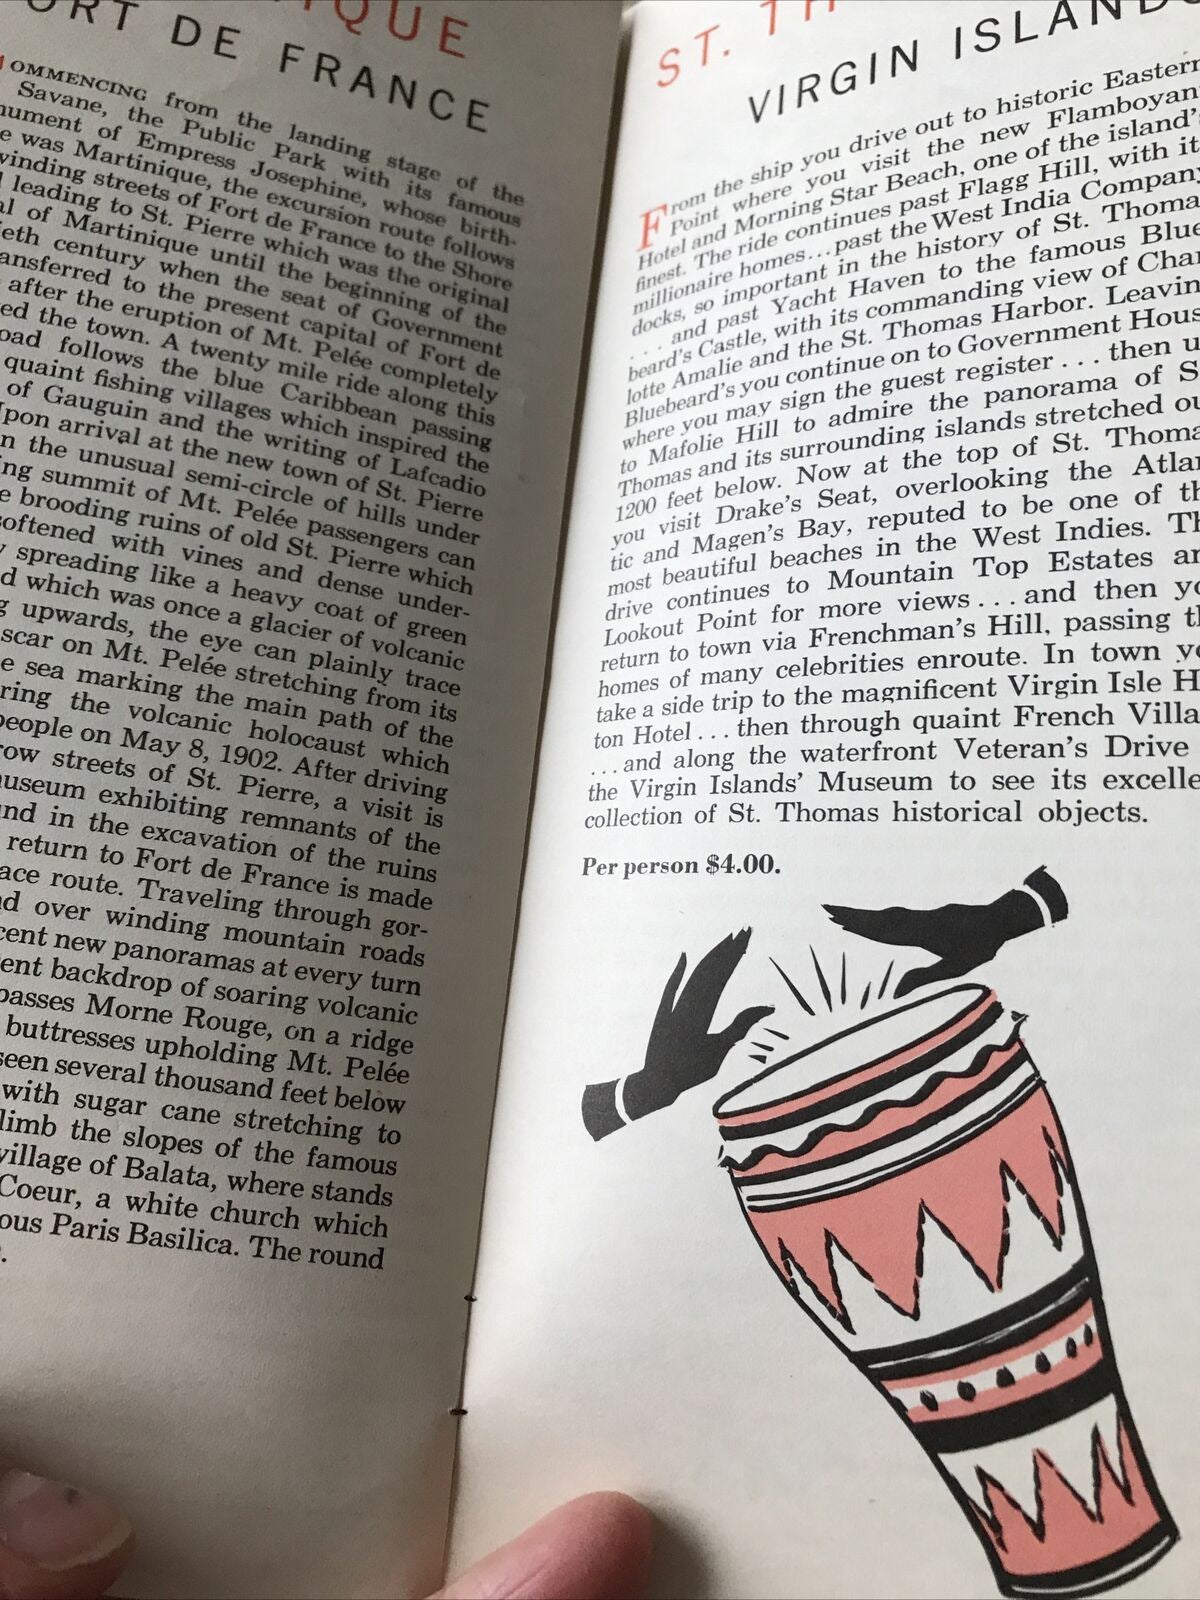 IQUE
ORT DE FRANCE
OMMENCING from the landing stage of the
Savane, the Public Park with its famous
nument of Empress Josephine, whose birth-
e was Martinique, the excursion route follows
winding streets of Fort de France to the Shore
l leading to St. Pierre which was the original
al of Martinique until the beginning of the
ieth century when the seat of Government
ansferred to the present capital of Fort de
after the eruption of Mt. Pelée completely
ed the town. A twenty mile ride along this
oad follows the blue Caribbean passing
quaint fishing villages which inspired the
of Gauguin and the writing of Lafcadio
Upon arrival at the new town of St. Pierre
n the unusual semi-circle of hills under
ing summit of Mt. Pelée passengers can
e brooding ruins of old St. Pierre which
softened with vines and dense under-
y spreading like a heavy coat of green
d which was once a glacier of volcanic
g upwards, the eye can plainly trace
scar on Mt. Pelée stretching from its
e sea marking the main path of the
ring the volcanic holocaust which
people on May 8, 1902. After driving
row streets of St. Pierre, a visit is
useum exhibiting remnants of the
und in the excavation of the ruins
return to Fort de France is made
ace route. Traveling through gor-
nd over winding mountain roads
cent new panoramas at every turn
ent backdrop of soaring volcanic
passes Morne Rouge, on a ridge
buttresses upholding Mt. Pelée
seen several thousand feet below
with sugar cane stretching to
limb the slopes of the famous
village of Balata, where stands
Coeur, a white church which
ous Paris Basilica. The round
ST. TH
VIRGIN ISLANDS
From the ship you drive out to historic Eastern
Point where you visit the new Flamboyan
Hotel and Morning Star Beach, one of the island's
finest. The ride continues past Flagg Hill, with it
millionaire homes...past the West India Company
docks, so important in the history of St. Thoma
... and past Yacht Haven to the famous Blue
beard's Castle, with its commanding view of Char
lotte Amalie and the St. Thomas Harbor. Leavin
Bluebeard's you continue on to Government Hous
where you may sign the guest register ... then u
to Mafolie Hill to admire the panorama of S
Thomas and its surrounding islands stretched ou
1200 feet below. Now at the top of St. Thoma
you visit Drake's Seat, overlooking the Atlan
tic and Magen's Bay, reputed to be one of th
most beautiful beaches in the West Indies. Th
drive continues to Mountain Top Estates an
Lookout Point for more views ... and then yo
return to town via Frenchman's Hill, passing th
homes of many celebrities enroute. In town yo
take a side trip to the magnificent Virgin Isle H
ton Hotel ... then through quaint French Villa
...and along the waterfront Veteran's Drive
the Virgin Islands' Museum to see its excelle
collection of St. Thomas historical objects.
Per person $4.00.